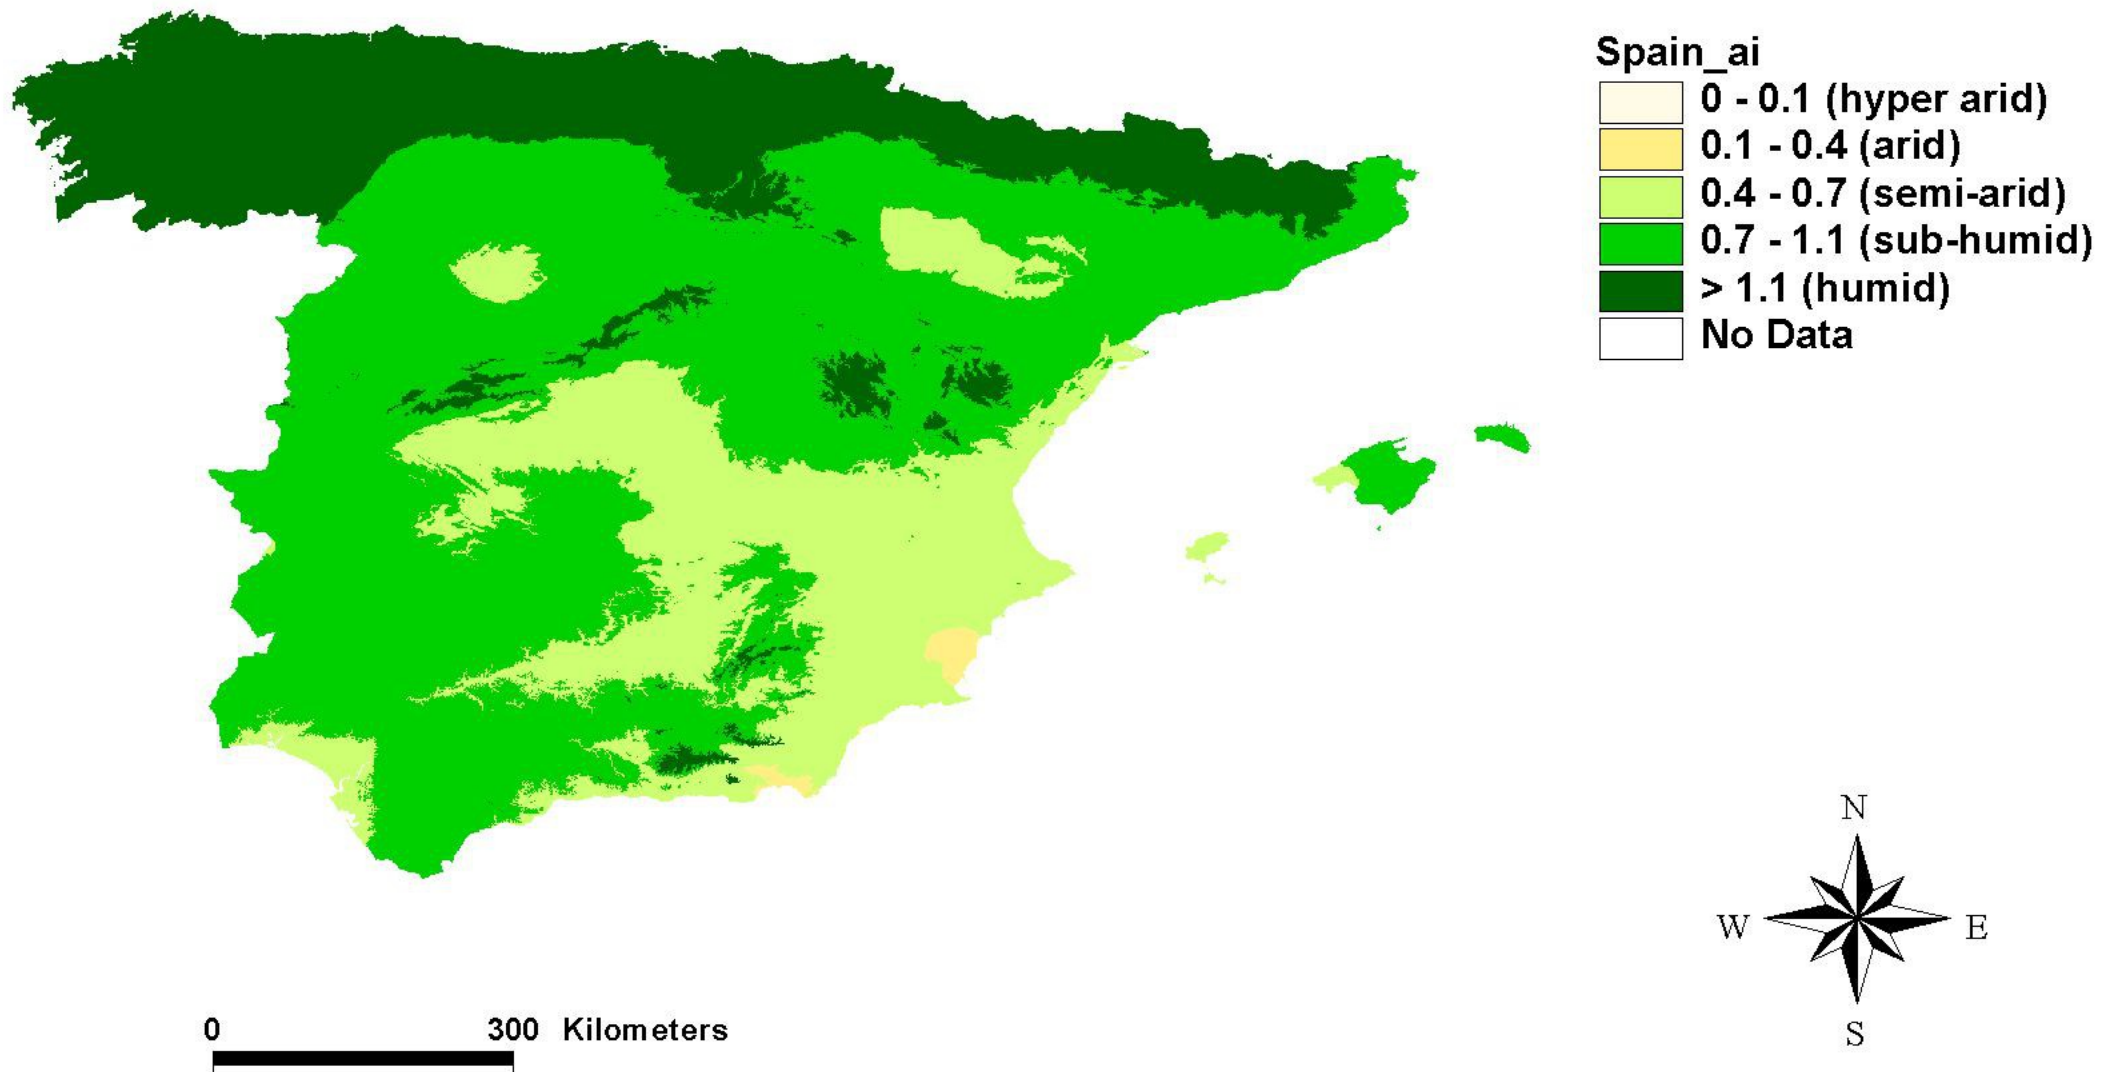 Spain_ai
0 - 0.1 (hyper arid)
0.1 - 0.4 (arid)
0.4 - 0.7 (semi-arid)
0.7 - 1.1 (sub-humid)
> 1.1 (humid)
No Data
N
W E
S
0 300 Kilometers